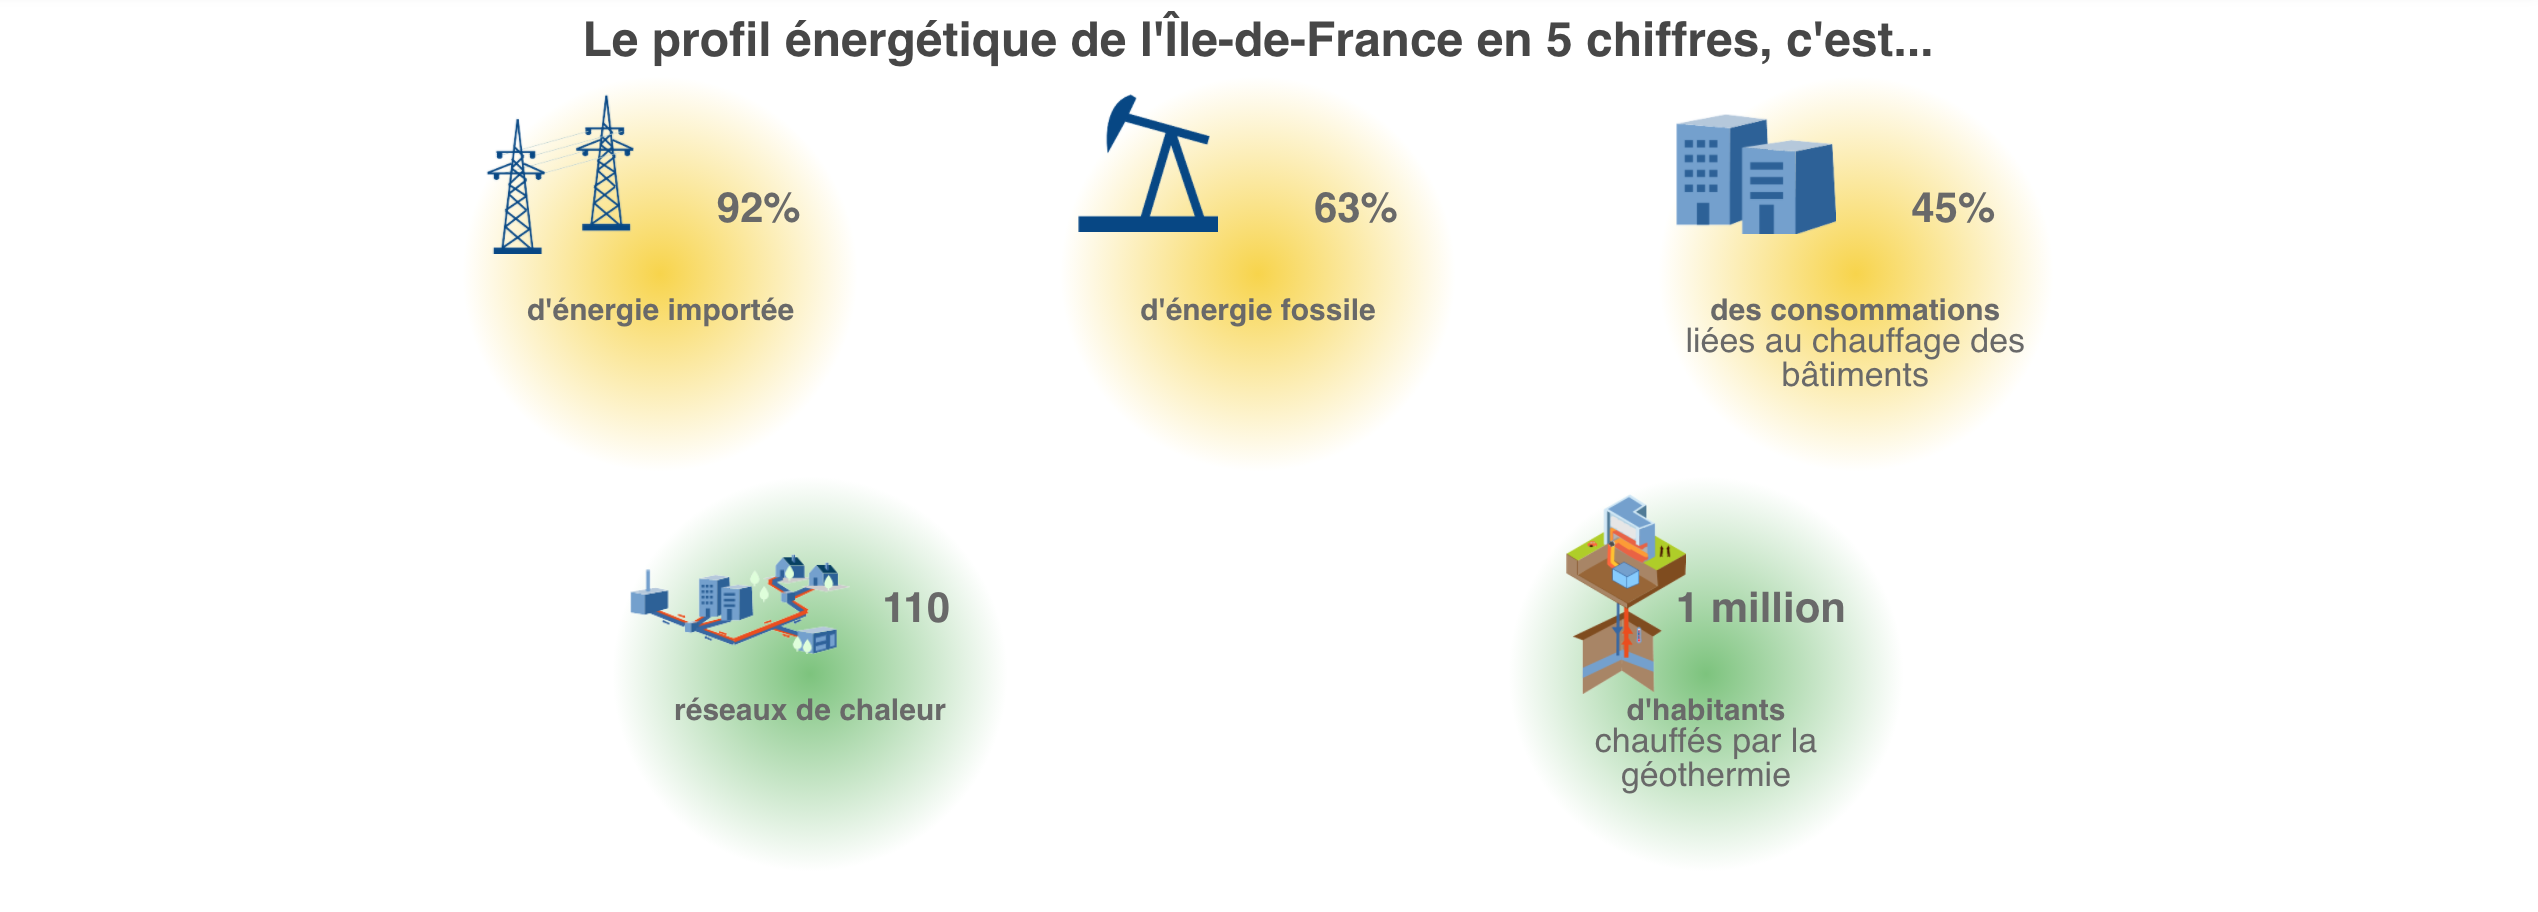 Le profil énergétique de l'Île-de-France en 5 chiffres, c'est...
92%
d'énergie importée
63%
d'énergie fossile
45%
des consommations
liées au chauffage des
bâtiments
110
réseaux de chaleur
1 million
d'habitants
chauffés par la
géothermie